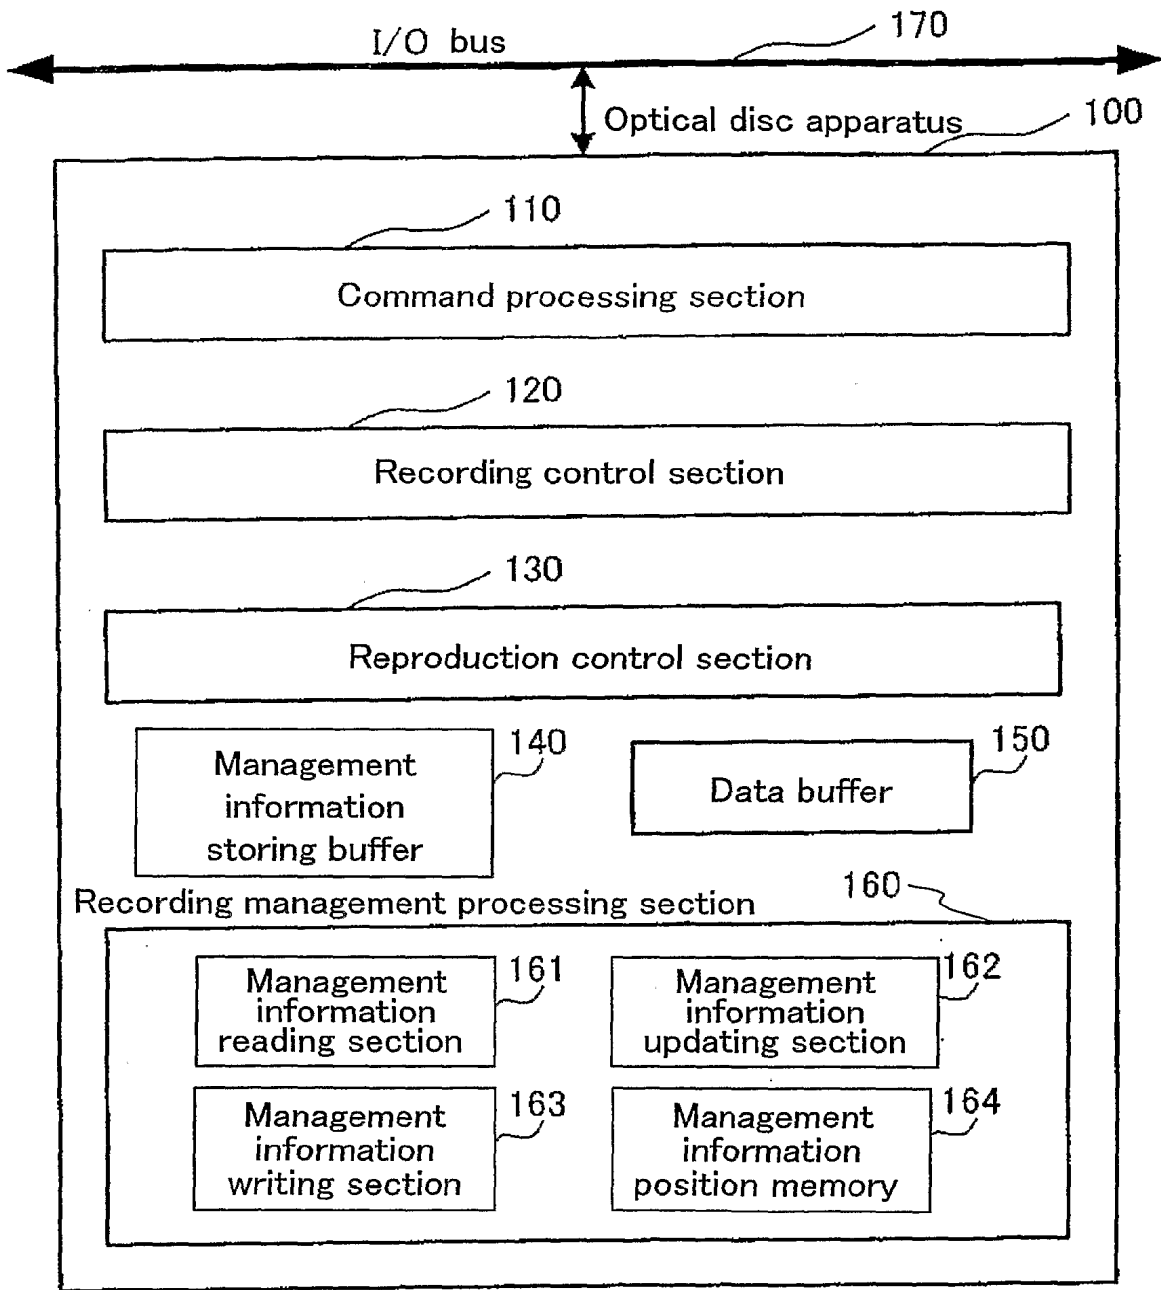 I/O bus
170
Optical disc apparatus
100
110
Command processing section
120
Recording control section
130
Reproduction control section
140
Management
information
storing buffer
150
Data buffer
160
Recording management processing section
161
Management
information
reading section
162
Management
information
updating section
163
Management
information
writing section
164
Management
information
position memory